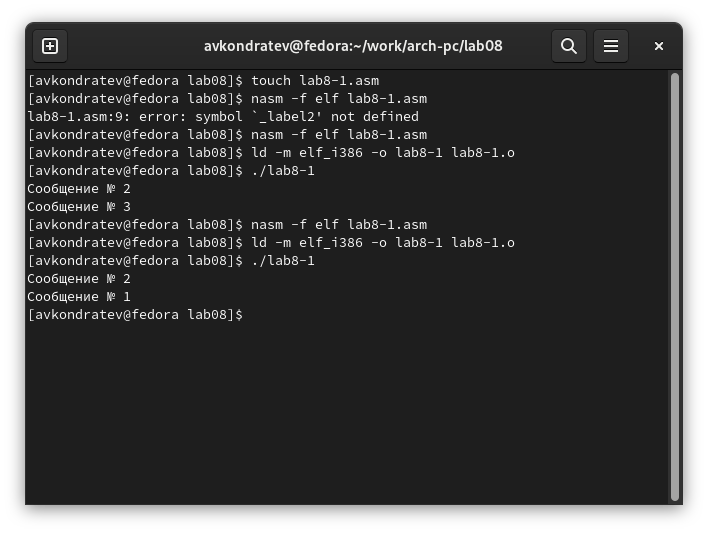 avkondratev@fedora:~/work/arch-pc/lab08
[avkondratev@fedora lab08]$ touch lab8-1.asm
[avkondratev@fedora lab08]$ nasm -f elf lab8-1.asm
lab8-1.asm:9: error: symbol `_label2' not defined
[avkondratev@fedora lab08]$ nasm -f elf lab8-1.asm
[avkondratev@fedora lab08]$ ld -m elf_i386 -o lab8-1 lab8-1.o
[avkondratev@fedora lab08]$ ./lab8-1
Сообщение № 2
Сообщение № 3
[avkondratev@fedora lab08]$ nasm -f elf lab8-1.asm
[avkondratev@fedora lab08]$ ld -m elf_i386 -o lab8-1 lab8-1.o
[avkondratev@fedora lab08]$ ./lab8-1
Сообщение № 2
Сообщение № 1
[avkondratev@fedora lab08]$